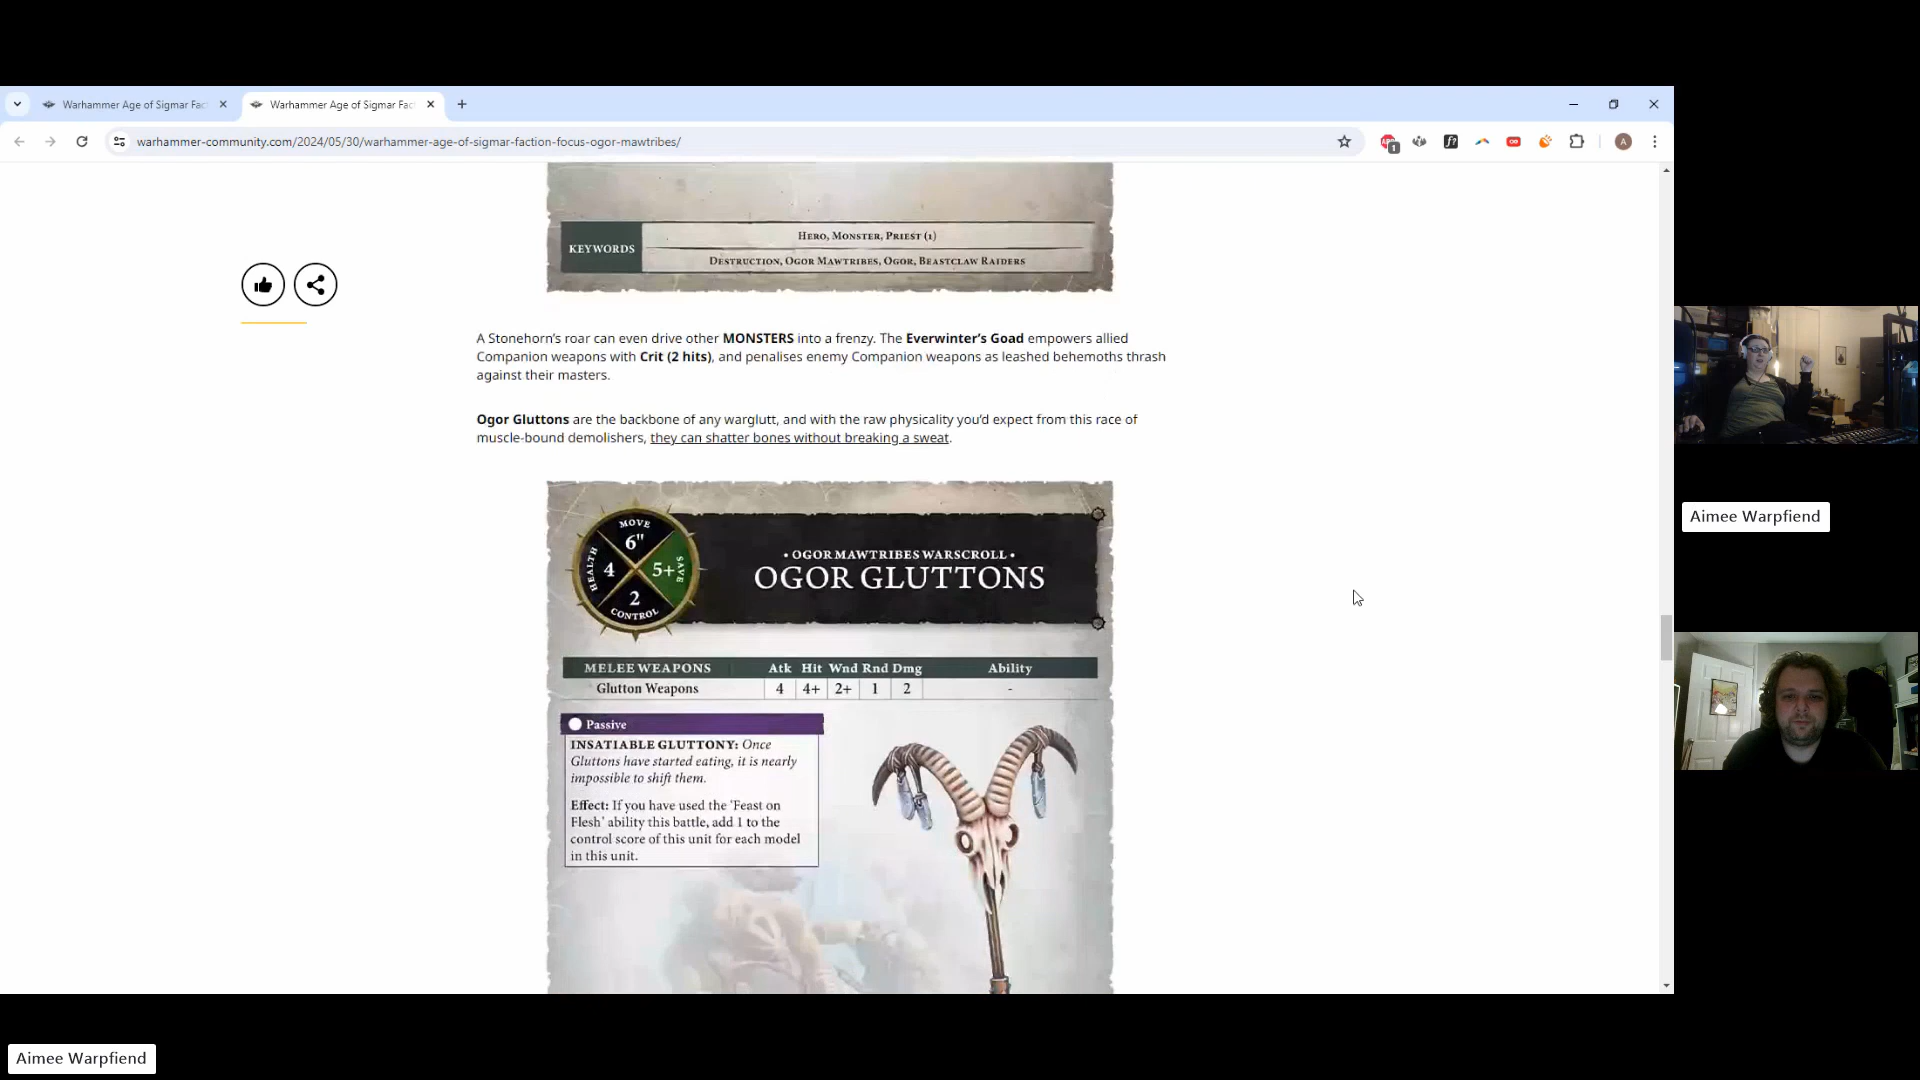 Warhammer Age of Sigmar Fac
Warhammer Age of Sigmar Fac
warhammer-community.com/2024/05/30/warhammer-age-of-sigmar-faction-focus-ogor-mawtribes/
1
f?
A
KEYWORDS
HERO, MONSTER, PRIEST (1)
DESTRUCTION, OGOR MAWTRIBES, OGOR, BEASTCLAW RAIDERS
A Stonehorn's roar can even drive other MONSTERS into a frenzy. The Everwinter's Goad empowers allied
Companion weapons with Crit (2 hits), and penalises enemy Companion weapons as leashed behemoths thrash
against their masters.
Ogor Gluttons are the backbone of any warglutt, and with the raw physicality you'd expect from this race of
muscle-bound demolishers, they can shatter bones without breaking a sweat.
MOVE
6"
HEALTH
4
5+
SAVE
2
CONTROL
• OGOR MAWTRIBES WARSCROLL •
OGOR GLUTTONS
MELEE WEAPONS Atk Hit Wnd Rnd Dmg Ability
Glutton Weapons 4 4+ 2+ 1 2 -
Passive
INSATIABLE GLUTTONY: Once
Gluttons have started eating, it is nearly
impossible to shift them.
Effect: If you have used the 'Feast on
Flesh' ability this battle, add 1 to the
control score of this unit for each model
in this unit.
Aimee Warpfiend
Aimee Warpfiend